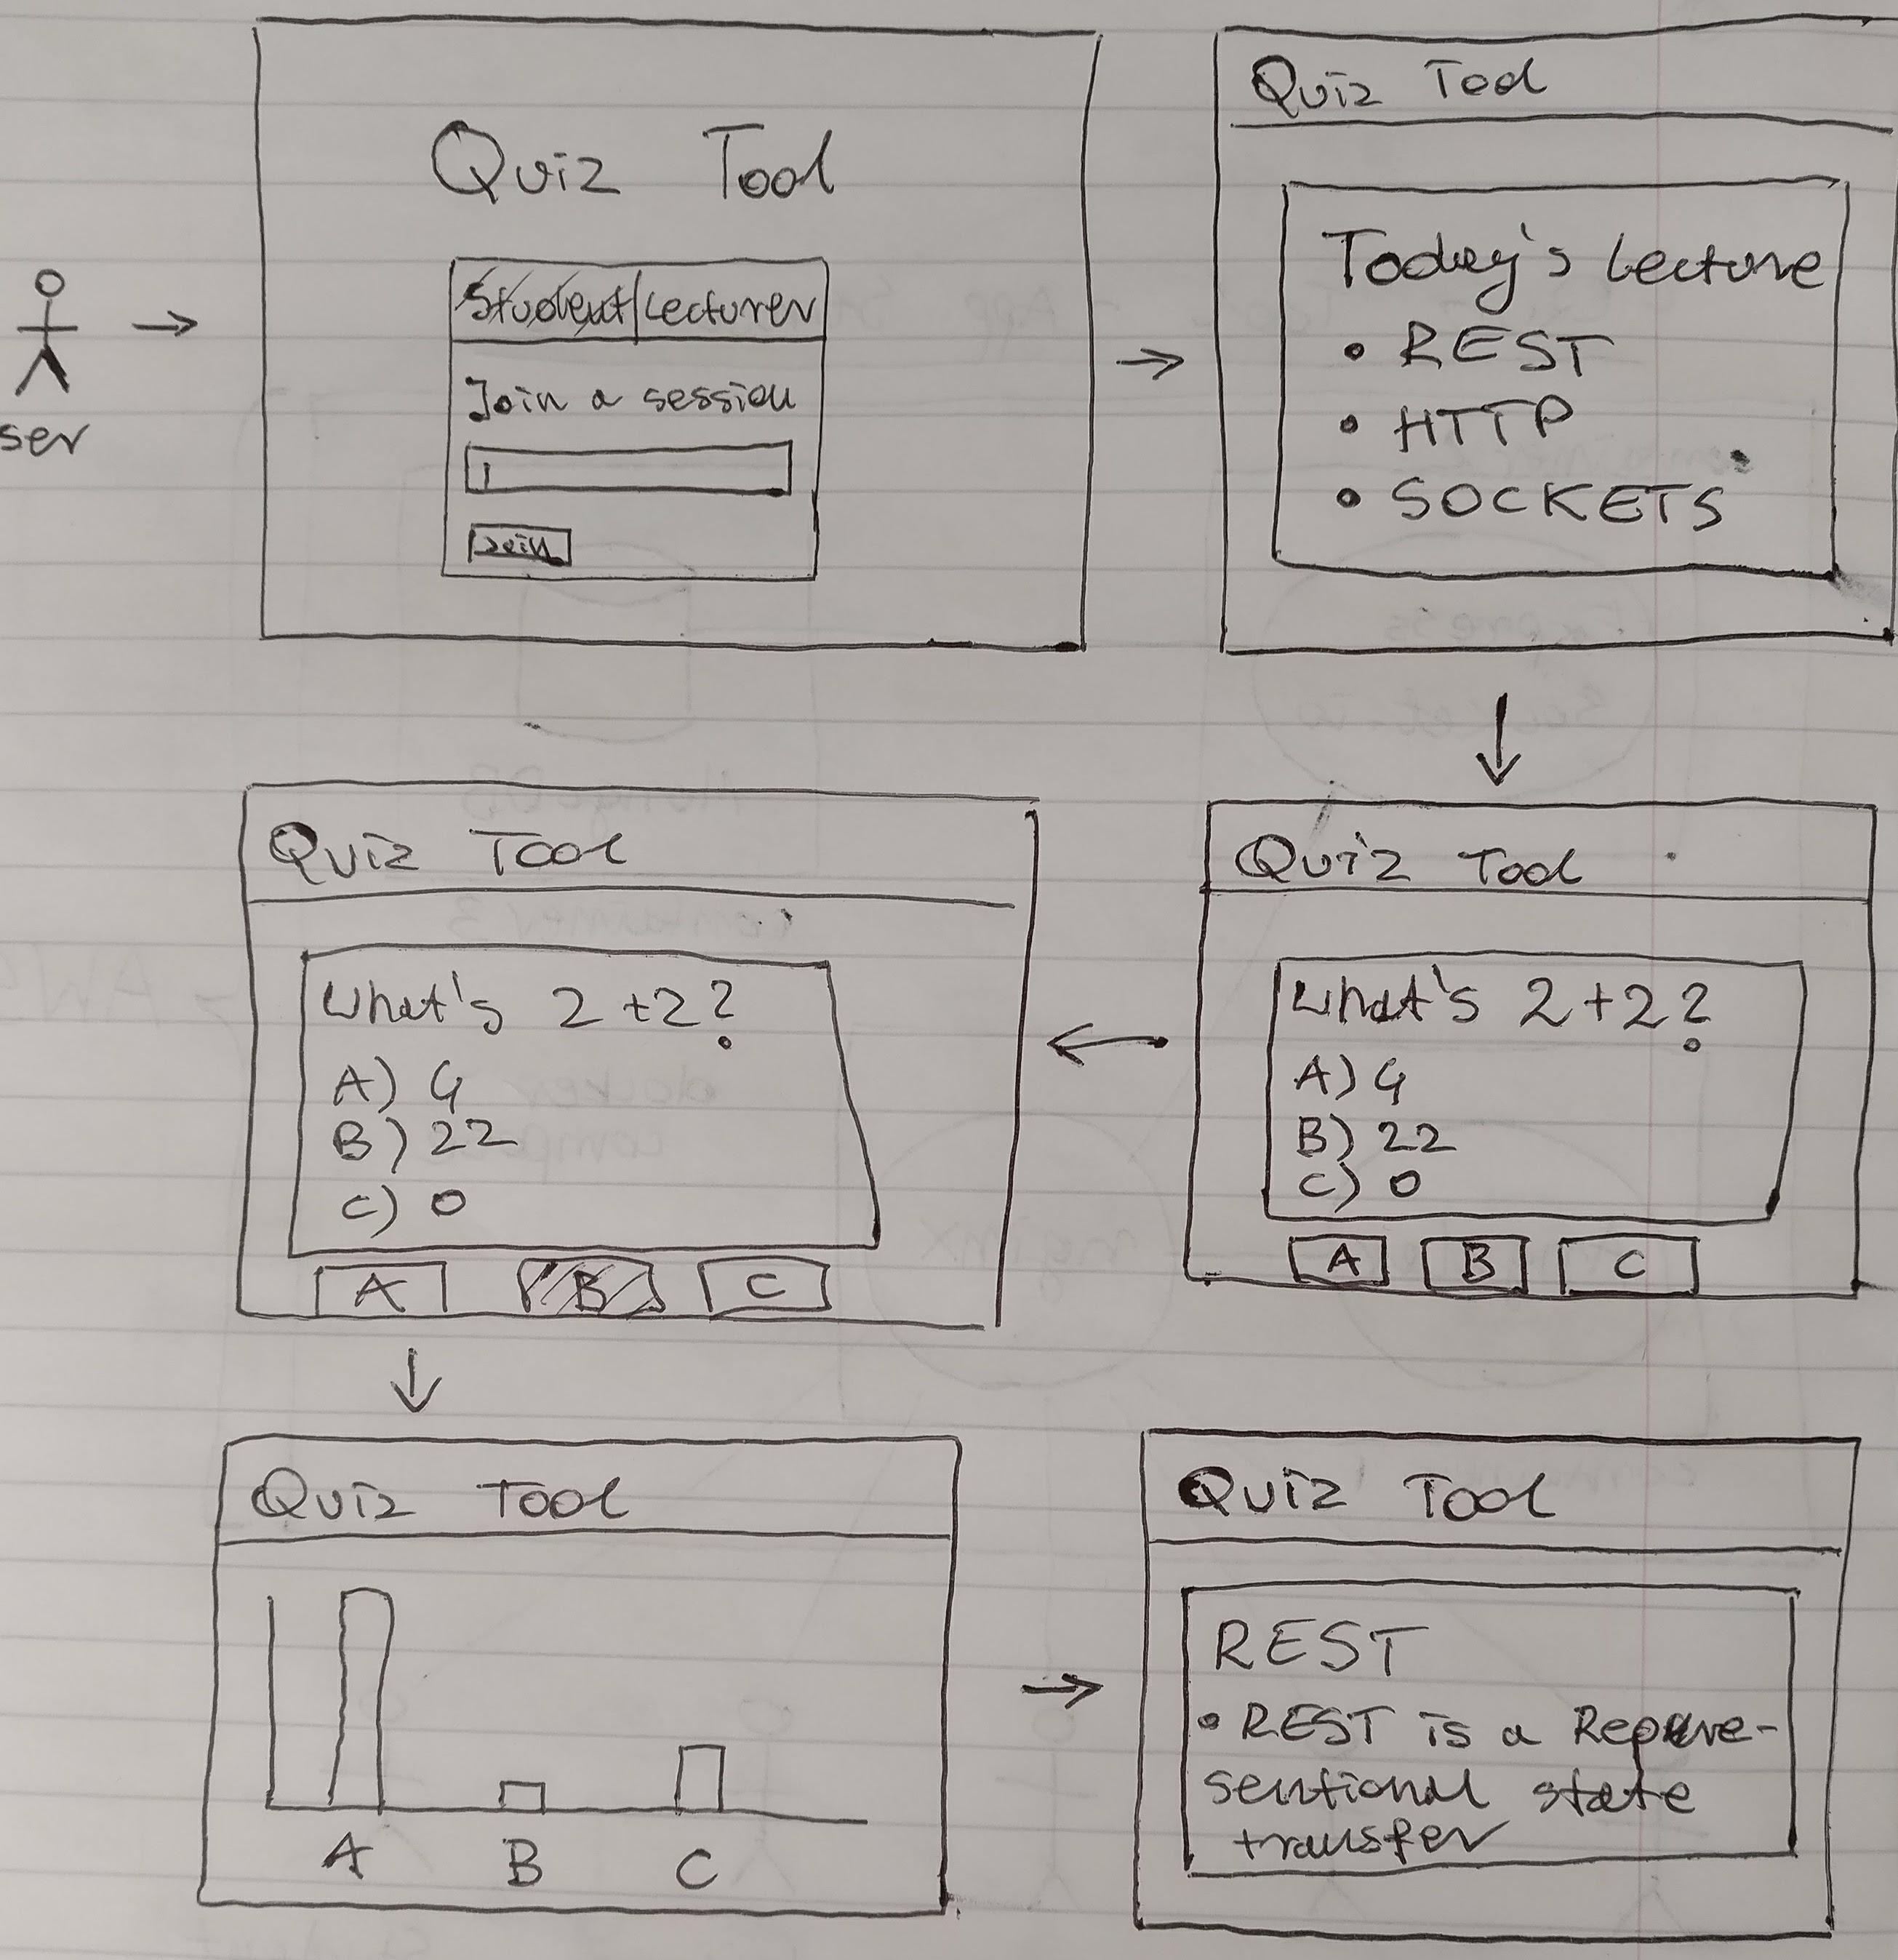 Quiz Tool
Student Lecturer
Join a session
Join
ser
Quiz Tool
Today's Lecture
• REST
• HTTP
• SOCKETS
Quiz Tool
What's 2+2?
A) 4
B) 22
C) 0
A B C
Quiz Tool
What's 2+2?
A) 4
B) 22
C) 0
A B C
Quiz Tool
A B C
Quiz Tool
REST
• REST is a Repre-
sentional state
transfer